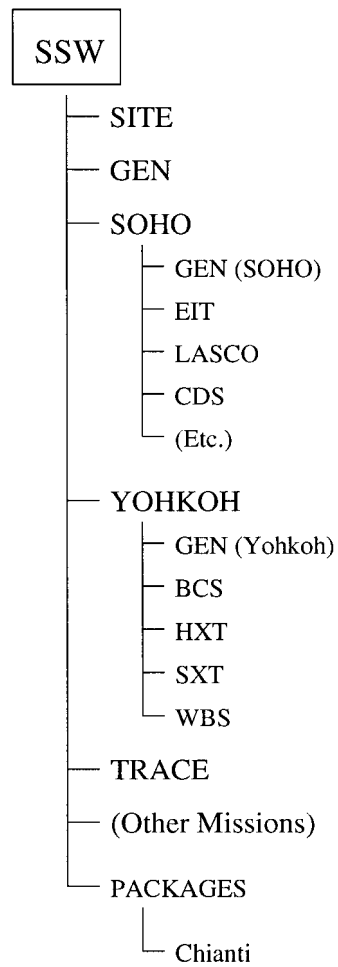 SSW
SITE
GEN
SOHO
GEN (SOHO)
EIT
LASCO
CDS
(Etc.)
YOHKOH
GEN (Yohkoh)
BCS
HXT
SXT
WBS
TRACE
(Other Missions)
PACKAGES
Chianti